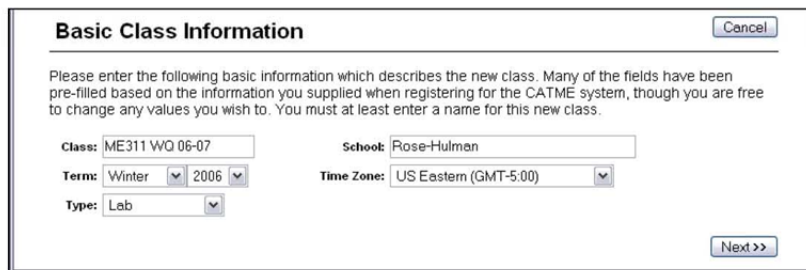 Basic Class Information
Cancel
Please enter the following basic information which describes the new class. Many of the fields have been
pre-filled based on the information you supplied when registering for the CATME system, though you are free
to change any values you wish to. You must at least enter a name for this new class.
Class: ME311 WQ 06-07 School: Rose-Hulman
Term: Winter 2006 Time Zone: US Eastern (GMT-5:00)
Type: Lab
Next >>